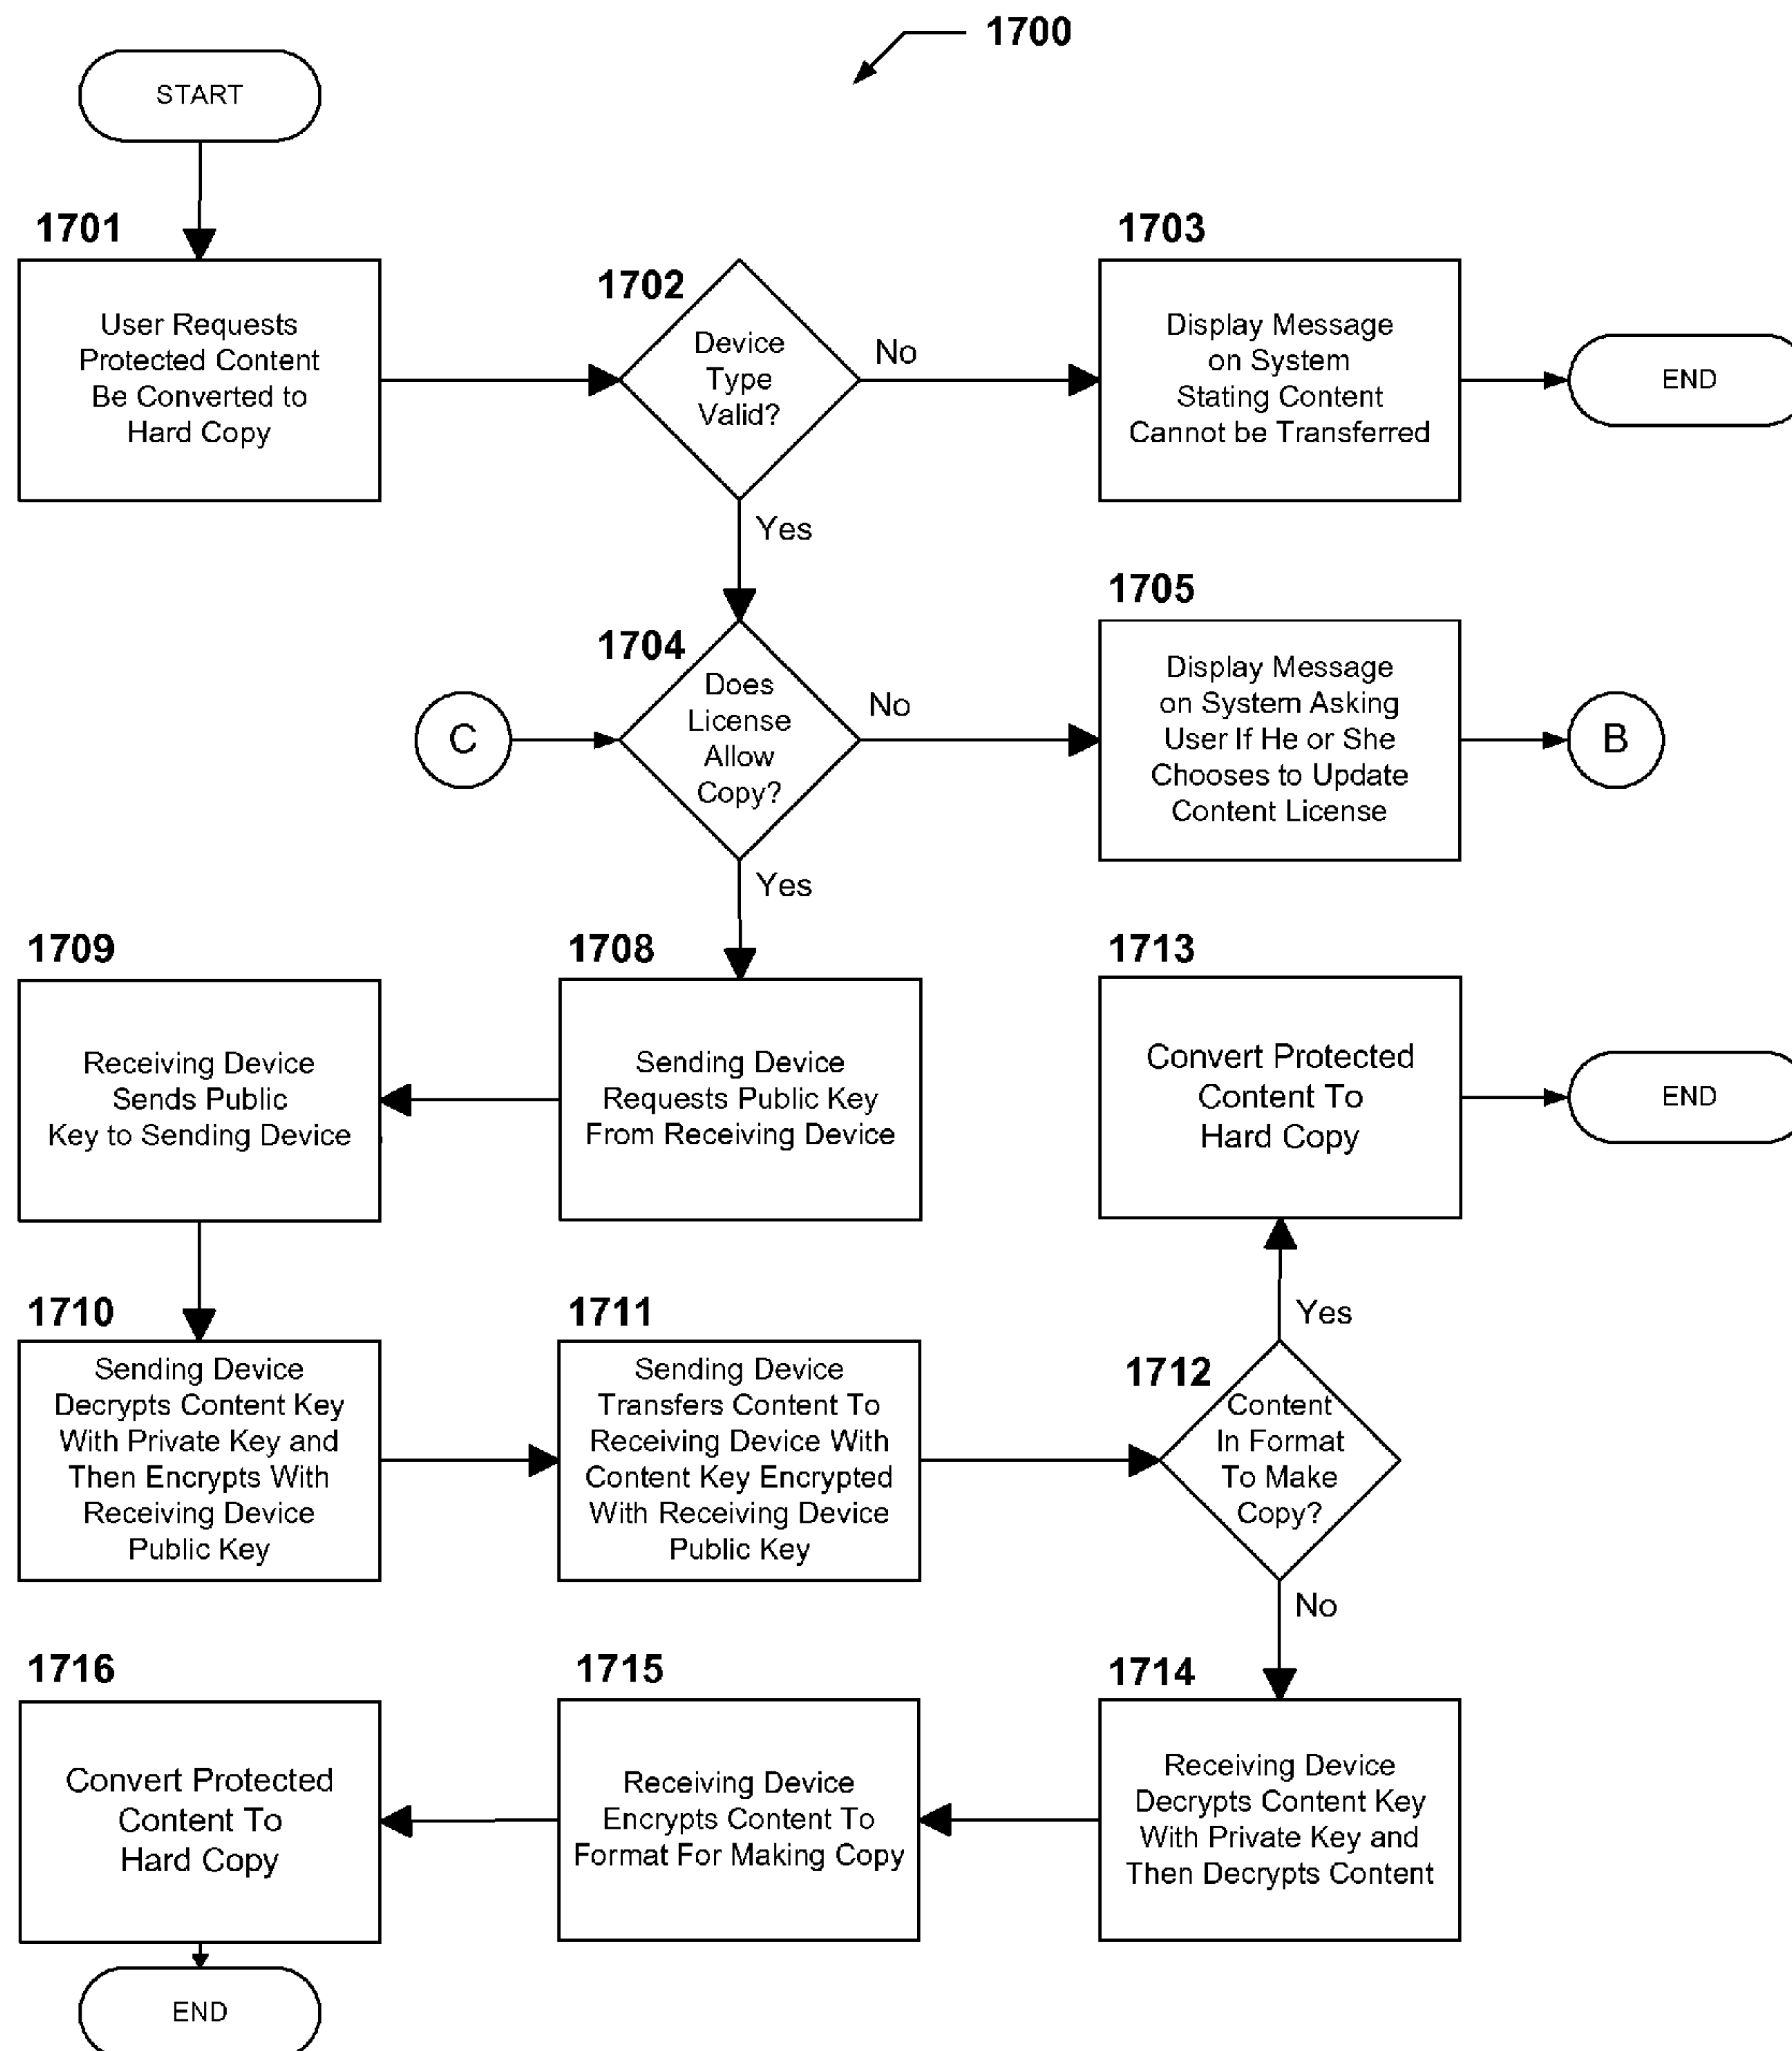 1700
START
1701
User Requests
Protected Content
Be Converted to
Hard Copy
1702
Device
Type
Valid?
No
Yes
1703
Display Message
on System
Stating Content
Cannot be Transferred
END
C
1704
Does
License
Allow
Copy?
No
Yes
1705
Display Message
on System Asking
User If He or She
Chooses to Update
Content License
B
1708
Sending Device
Requests Public Key
From Receiving Device
1709
Receiving Device
Sends Public
Key to Sending Device
1710
Sending Device
Decrypts Content Key
With Private Key and
Then Encrypts With
Receiving Device
Public Key
1711
Sending Device
Transfers Content To
Receiving Device With
Content Key Encrypted
With Receiving Device
Public Key
1712
Content
In Format
To Make
Copy?
Yes
No
1713
Convert Protected
Content To
Hard Copy
END
1714
Receiving Device
Decrypts Content Key
With Private Key and
Then Decrypts Content
1715
Receiving Device
Encrypts Content To
Format For Making Copy
1716
Convert Protected
Content To
Hard Copy
END